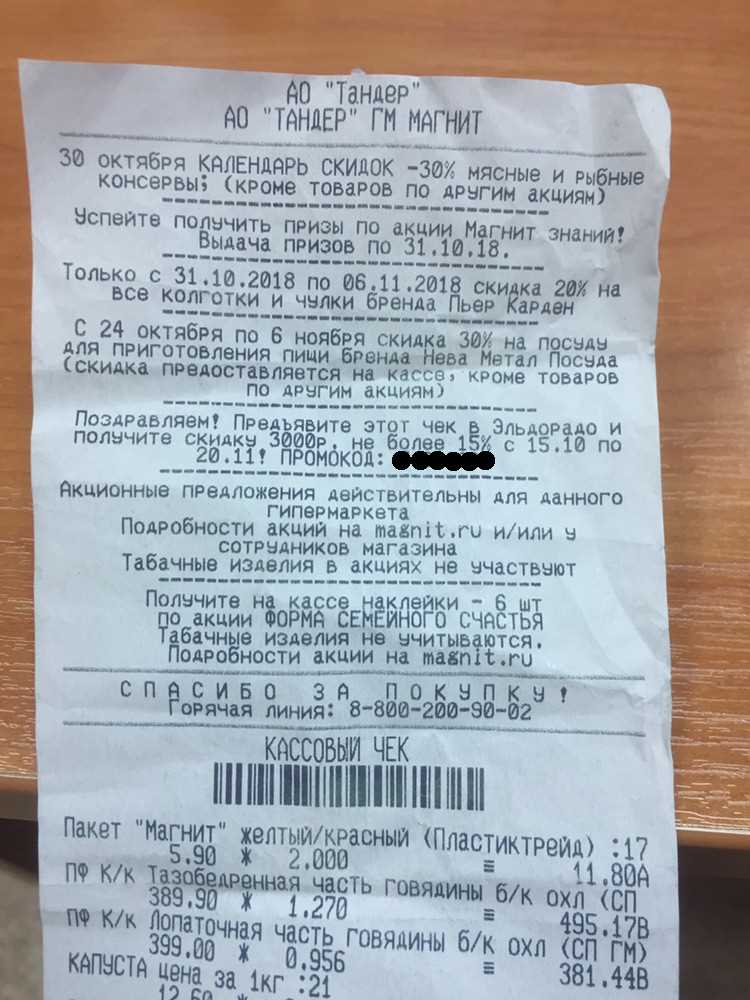 АО "Тандер"
АО "ТАНДЕР" ГМ МАГНИТ
30 октября КАЛЕНДАРЬ СКИДОК -30% мясные и рыбные
консервы; (кроме товаров по другим акциям)
Успейте получить призы по акции Магнит знаний!
Выдача призов по 31.10.18.
Только с 31.10.2018 по 06.11.2018 скидка 20% на
все колготки и чулки бренда Пьер Карден
С 24 октября по 6 ноября скидка 30% на посуду
для приготовления пищи бренда Нева Метал Посуда
(скидка предоставляется на кассе, кроме товаров
по другим акциям)
Поздравляем! Предъявите этот чек в Эльдорадо и
получите скидку 3000р. не более 15% с 15.10 по
20.11! ПРОМОКОД:
Акционные предложения действительны для данного
гипермаркета
Подробности акций на magnit.ru и/или у
сотрудников магазина
Табачные изделия в акциях не участвуют
Получите на кассе наклейки - 6 шт
по акции ФОРМА СЕМЕЙНОГО СЧАСТЬЯ
Табачные изделия не учитываются.
Подробности акции на magnit.ru
СПАСИБО ЗА ПОКУПКУ!
Горячая линия: 8-800-200-90-02
КАССОВЫЙ ЧЕК
Пакет "Магнит" желтый/красный (Пластиктрейд) :17
5.90 * 2.000 ≡ 11.80А
ПФ К/к Тазобедренная часть говядины б/к охл (СП
389.90 * 1.270 ≡ 495.17В
ПФ К/к Лопаточная часть говядины б/к охл (СП ГМ)
399.00 * 0.956 ≡ 381.44В
КАПУСТА цена за 1кг :21
12.60 *